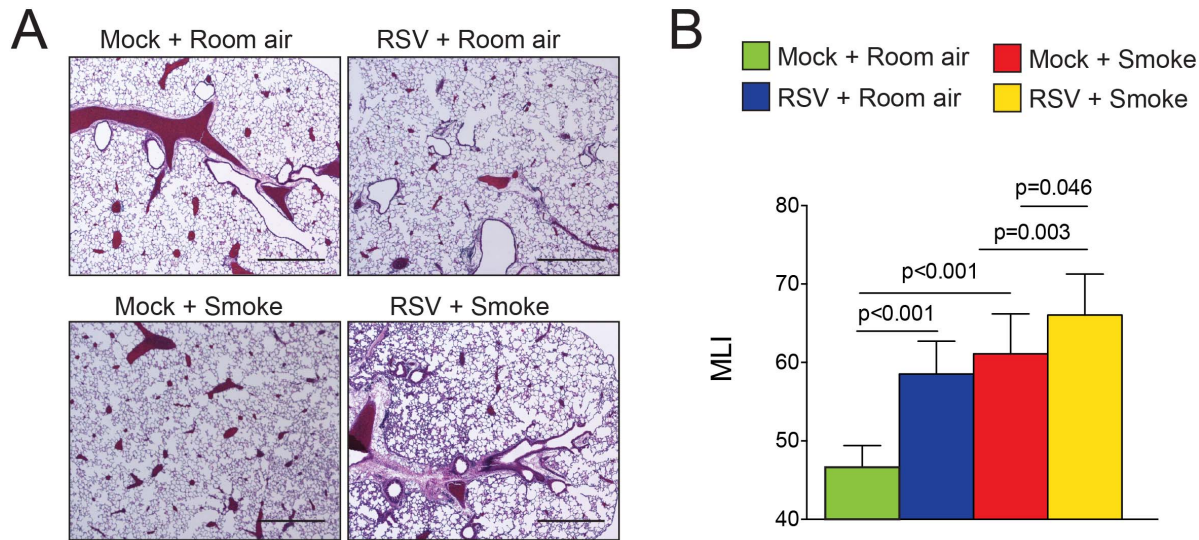 A
Mock + Room air
RSV + Room air
Mock + Smoke
RSV + Smoke
B
Mock + Room air
Mock + Smoke
RSV + Room air
RSV + Smoke
p=0.046
p=0.003
p<0.001
p<0.001
MLI
80
70
60
50
40